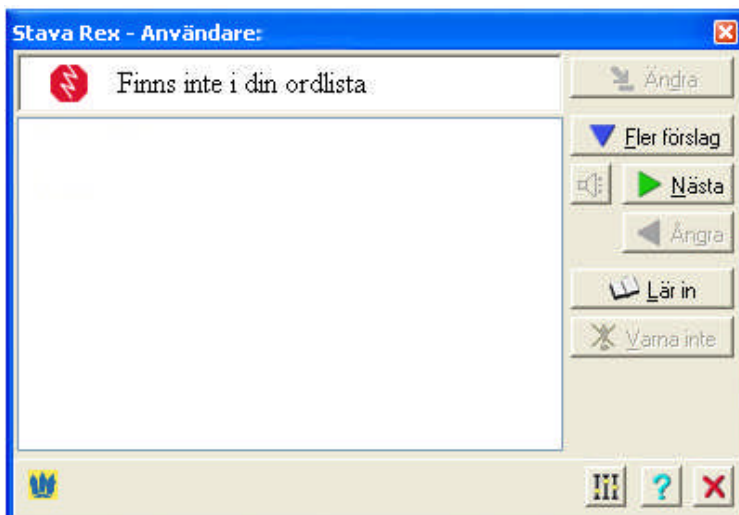 Stava Rex - Användare:
Finns inte i din ordlista
Ändra
Fler förslag
Nästa
Ångra
Lär in
Varna inte